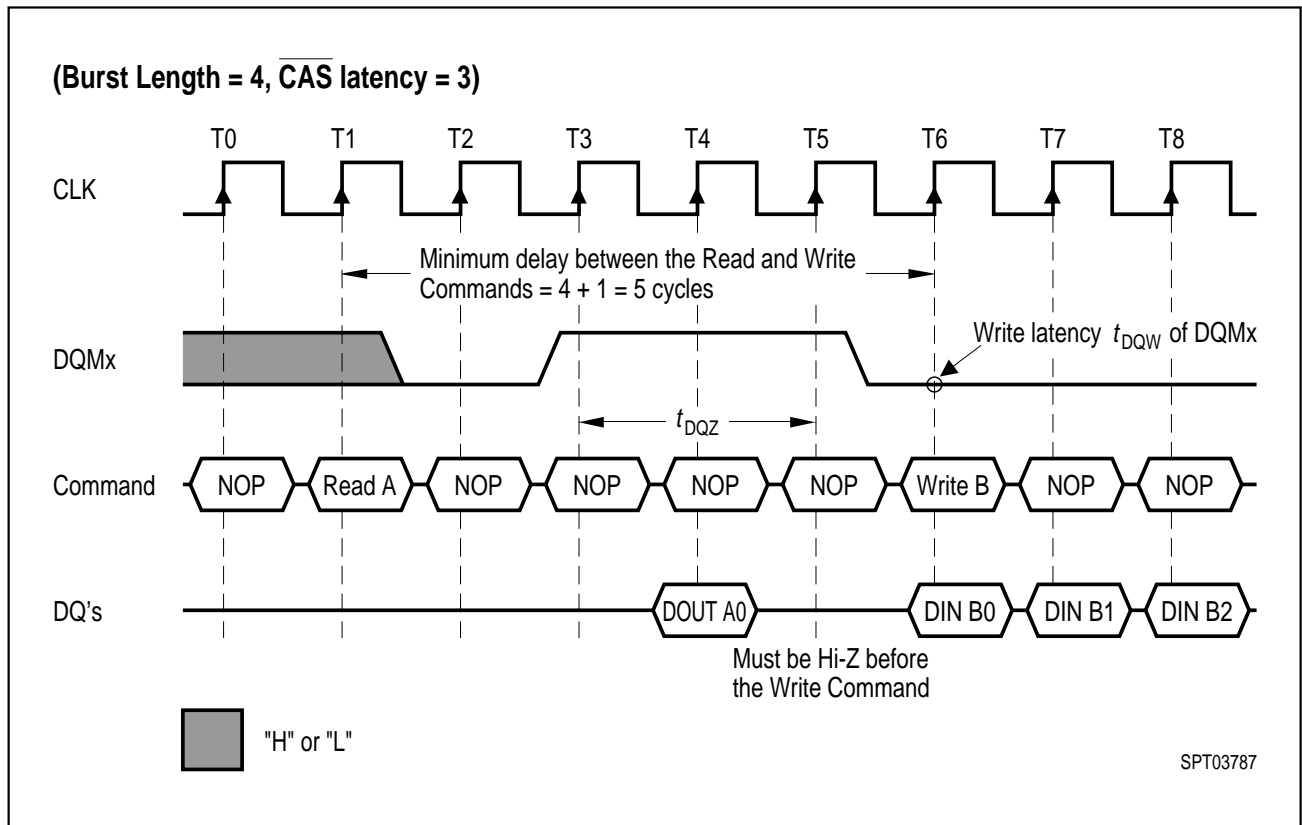 (Burst Length = 4, CAS latency = 3)
T0 T1 T2 T3 T4 T5 T6 T7 T8
CLK
Minimum delay between the Read and Write
Commands = 4 + 1 = 5 cycles
Write latency tDQW of DQMx
DQMx
tDQZ
Command NOP Read A NOP NOP NOP NOP Write B NOP NOP
DQ's DOUT A0 DIN B0 DIN B1 DIN B2
Must be Hi-Z before
the Write Command
"H" or "L"
SPT03787